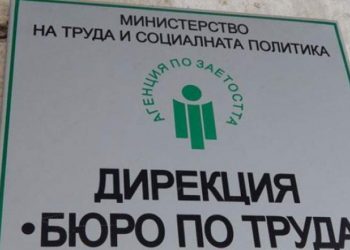 МИНИСТЕРСТВО
НА ТРУДА И СОЦИАЛНАТА ПОЛИТИКА
АГЕНЦИЯ ПО ЗАЕТОСТТА
ДИРЕКЦИЯ
•БЮРО ПО ТРУДА